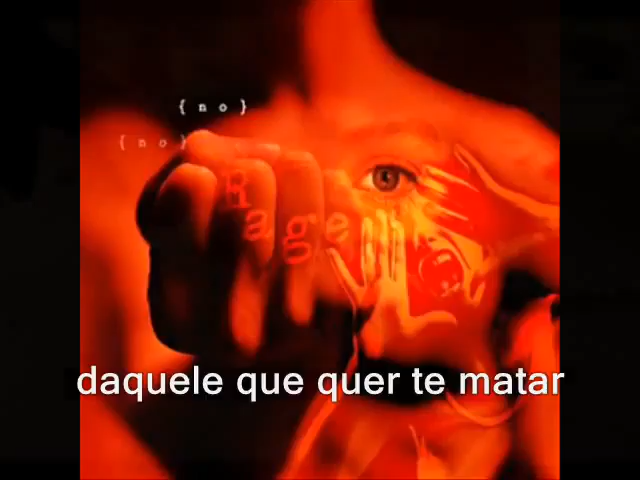 { n o }
{ n o }
Rage
daquele que quer te matar